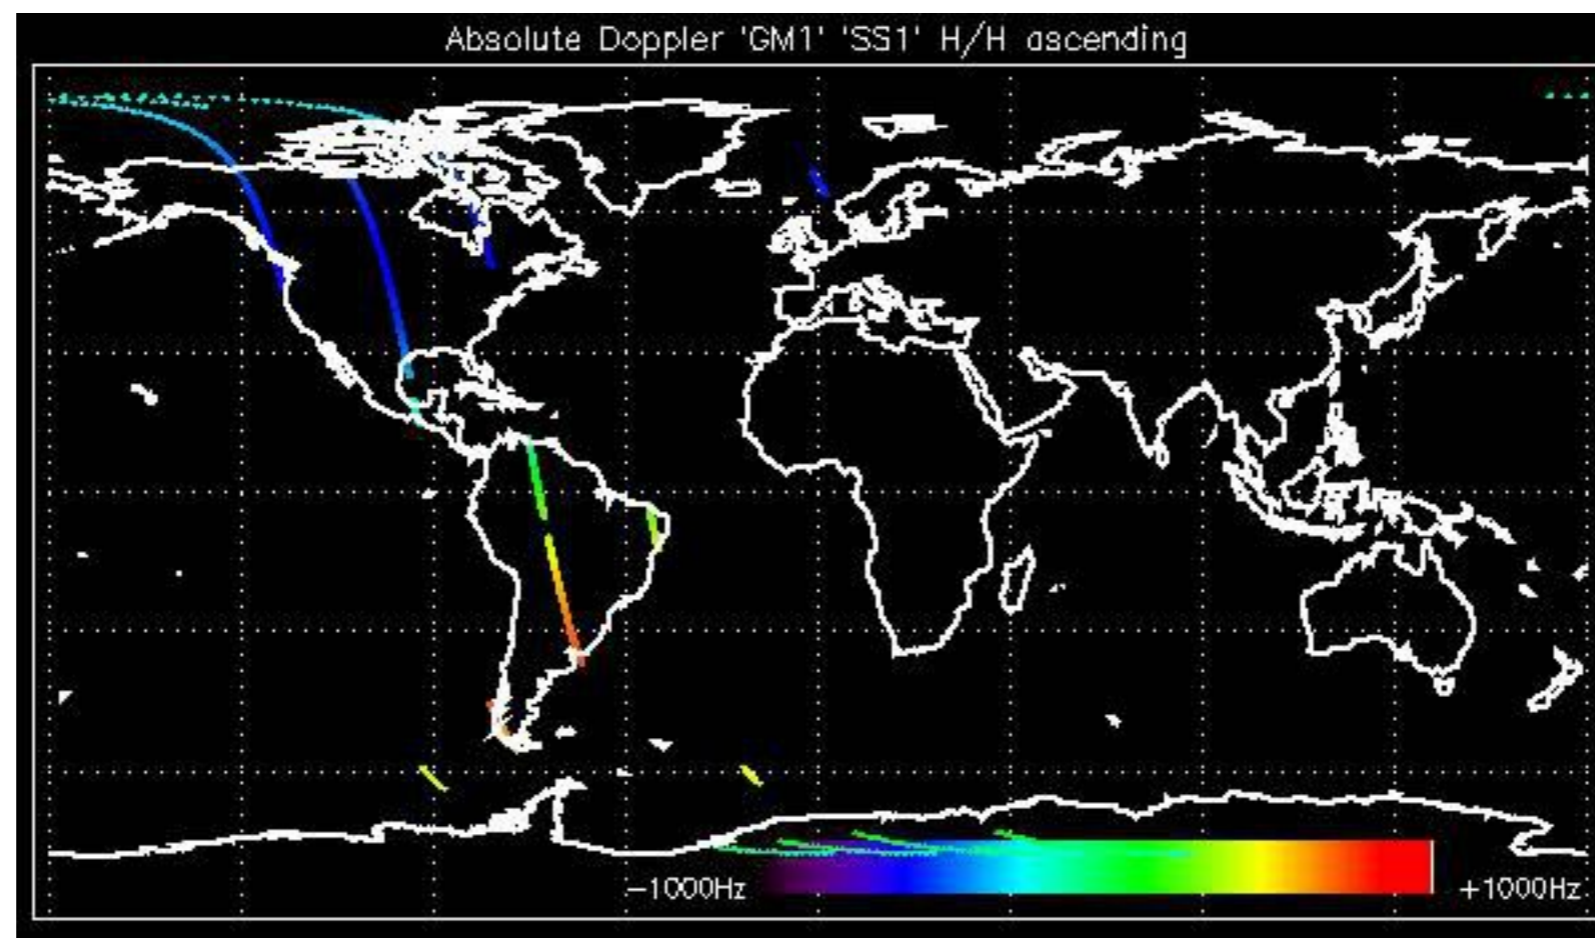 Absolute Doppler 'GM1' 'SS1' H/H ascending
-1000Hz
+1000Hz